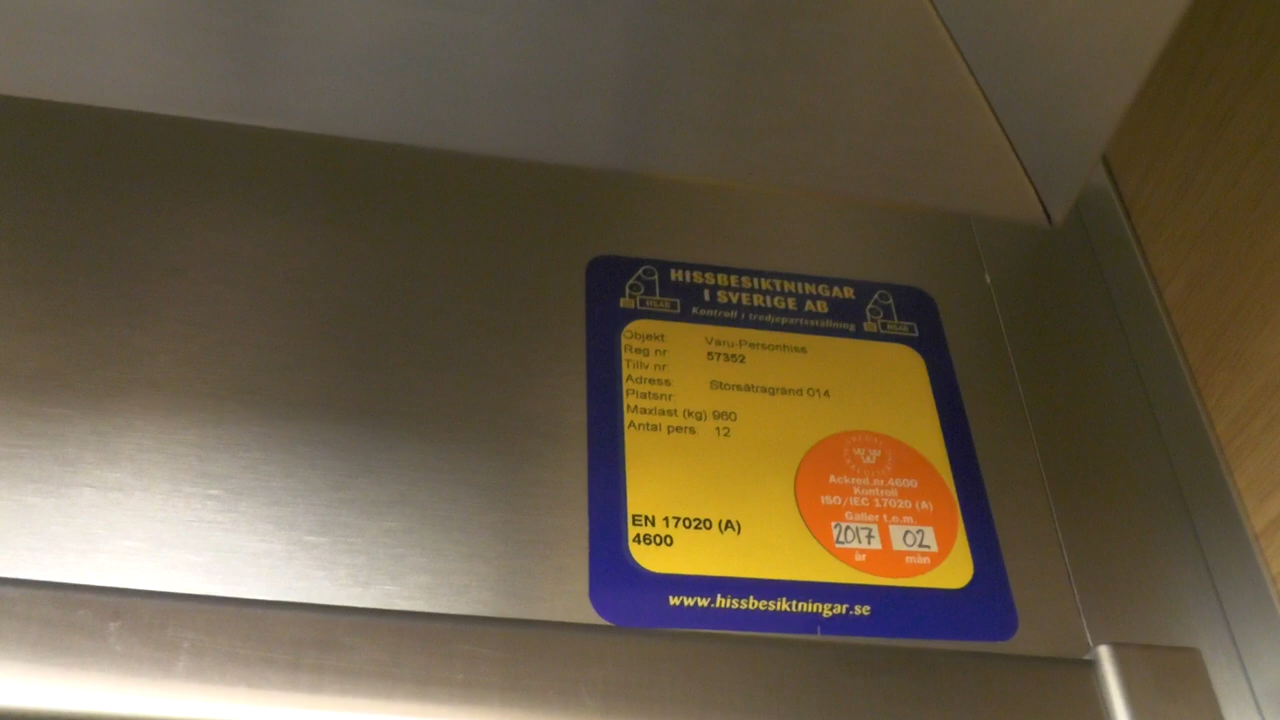 HISSBESIKTNINGAR
I SVERIGE AB
Kontroll i tredjepartsställning
HSAB
HSAB
Objekt: Varu-Personhiss
Reg nr: 57352
Tillv nr:
Adress: Storsätragränd 014
Platsnr:
Maxlast (kg) 960
Antal pers: 12
EN 17020 (A)
4600
Ackred.nr.4600
Kontroll
ISO/IEC 17020 (A)
Gäller t.o.m.
2017 02
år mån
www.hissbesiktningar.se